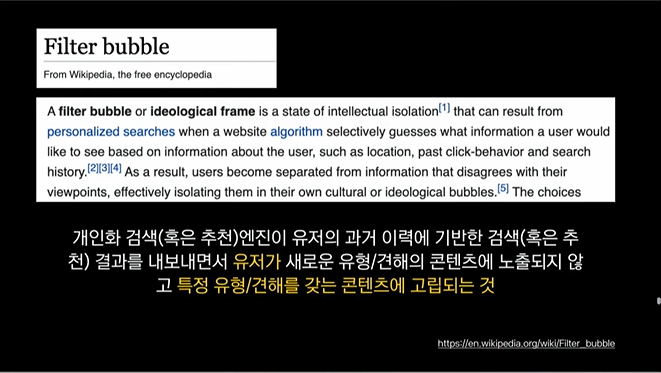 Filter bubble
From Wikipedia, the free encyclopedia
A filter bubble or ideological frame is a state of intellectual isolation[1] that can result from
personalized searches when a website algorithm selectively guesses what information a user would
like to see based on information about the user, such as location, past click-behavior and search
history.[2][3][4] As a result, users become separated from information that disagrees with their
viewpoints, effectively isolating them in their own cultural or ideological bubbles.[5] The choices
개인화 검색(혹은 추천)엔진이 유저의 과거 이력에 기반한 검색(혹은 추
천) 결과를 내보내면서 유저가 새로운 유형/견해의 콘텐츠에 노출되지 않
고 특정 유형/견해를 갖는 콘텐츠에 고립되는 것
https://en.wikipedia.org/wiki/Filter_bubble